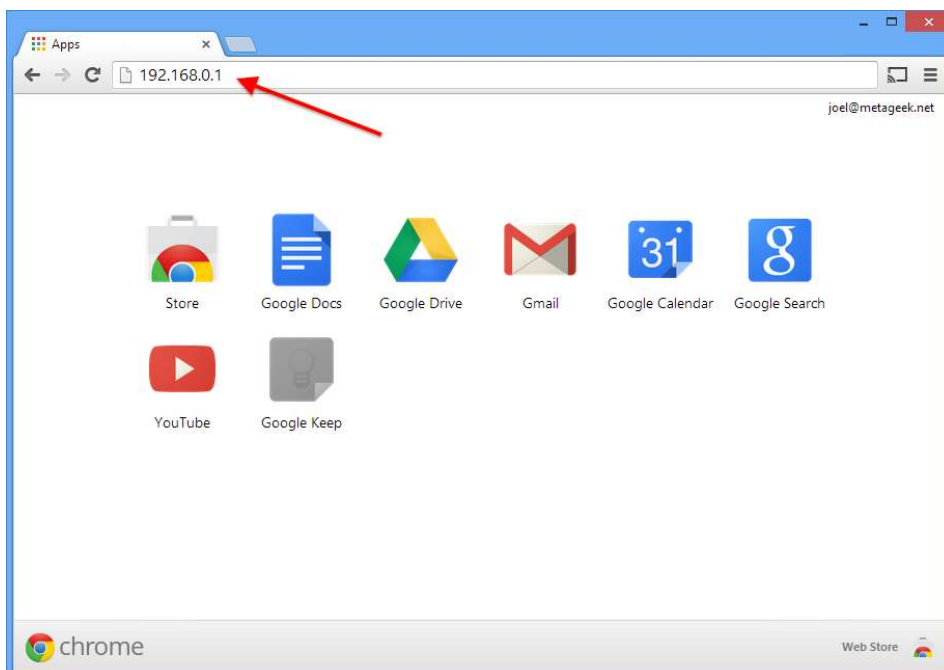 Apps
192.168.0.1
joel@metageek.net
31
g
Store Google Docs Google Drive Gmail Google Calendar Google Search
YouTube Google Keep
chrome Web Store